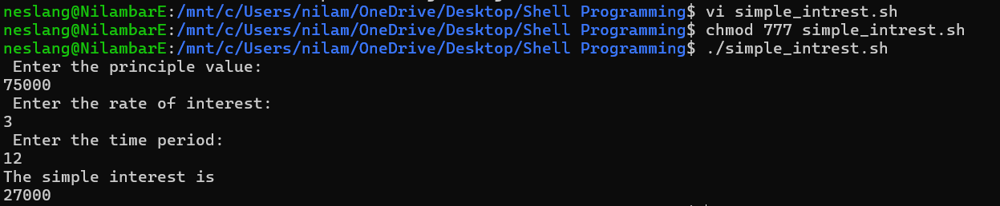 neslang@NilambarE:/mnt/c/Users/nilam/OneDrive/Desktop/Shell Programming$ vi simple_intrest.sh
neslang@NilambarE:/mnt/c/Users/nilam/OneDrive/Desktop/Shell Programming$ chmod 777 simple_intrest.sh
neslang@NilambarE:/mnt/c/Users/nilam/OneDrive/Desktop/Shell Programming$ ./simple_intrest.sh
 Enter the principle value:
75000
 Enter the rate of interest:
3
 Enter the time period:
12
The simple interest is
27000